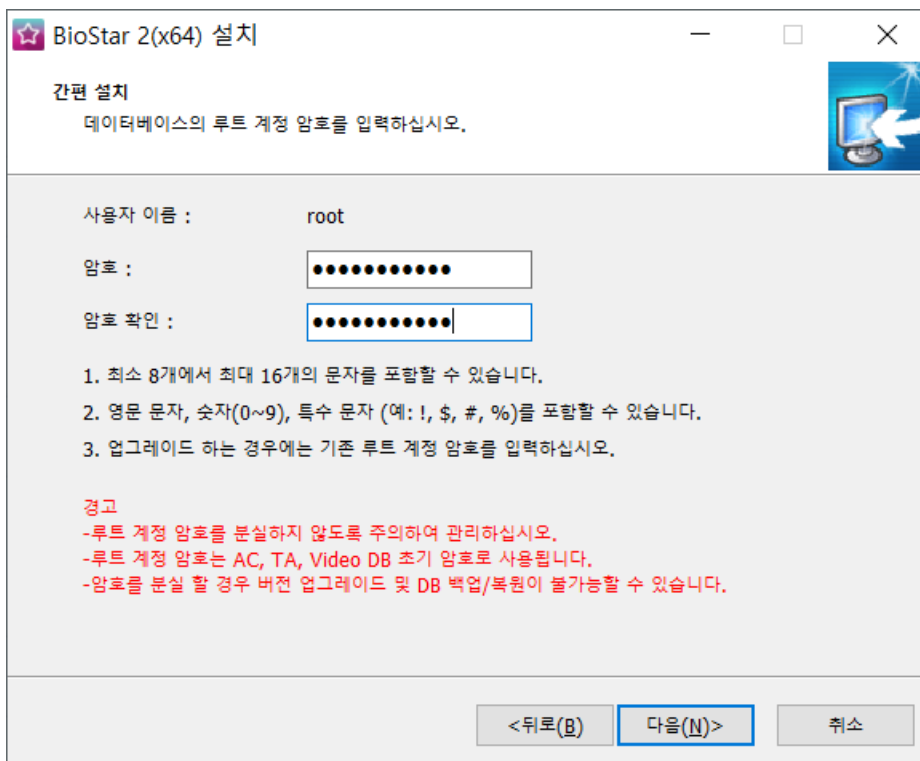 BioStar 2(x64) 설치
간편 설치
데이터베이스의 루트 계정 암호를 입력하십시오.
사용자 이름 : root
암호 : ●●●●●●●●●●●
암호 확인 : ●●●●●●●●●●●
1. 최소 8개에서 최대 16개의 문자를 포함할 수 있습니다.
2. 영문 문자, 숫자(0~9), 특수 문자 (예: !, $, #, %)를 포함할 수 있습니다.
3. 업그레이드 하는 경우에는 기존 루트 계정 암호를 입력하십시오.
경고
-루트 계정 암호를 분실하지 않도록 주의하여 관리하십시오.
-루트 계정 암호는 AC, TA, Video DB 초기 암호로 사용됩니다.
-암호를 분실 할 경우 버전 업그레이드 및 DB 백업/복원이 불가능할 수 있습니다.
<뒤로(B) 다음(N)> 취소